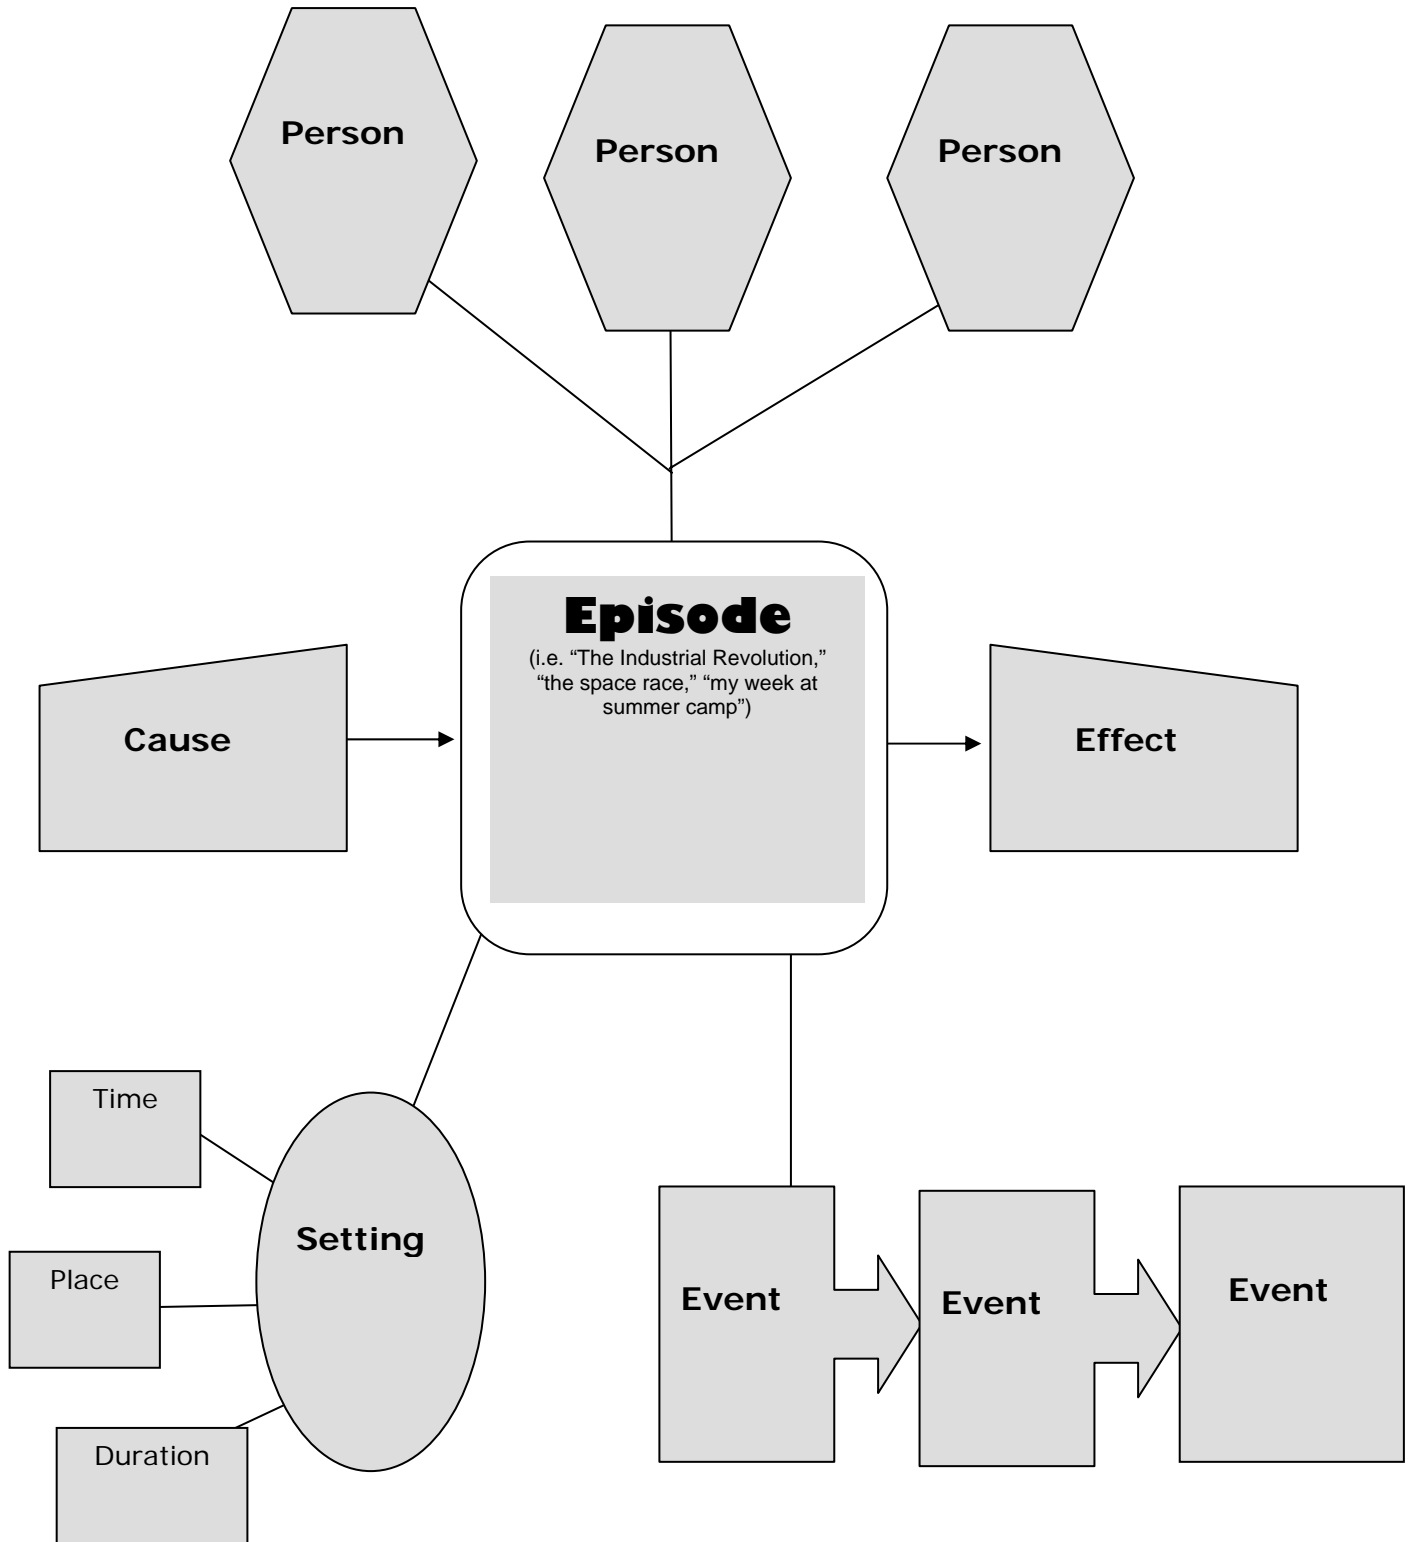 Person
Person
Person
Episode
(i.e. “The Industrial Revolution,”
“the space race,” “my week at
summer camp”)
Cause
Effect
Time
Place
Duration
Setting
Event
Event
Event